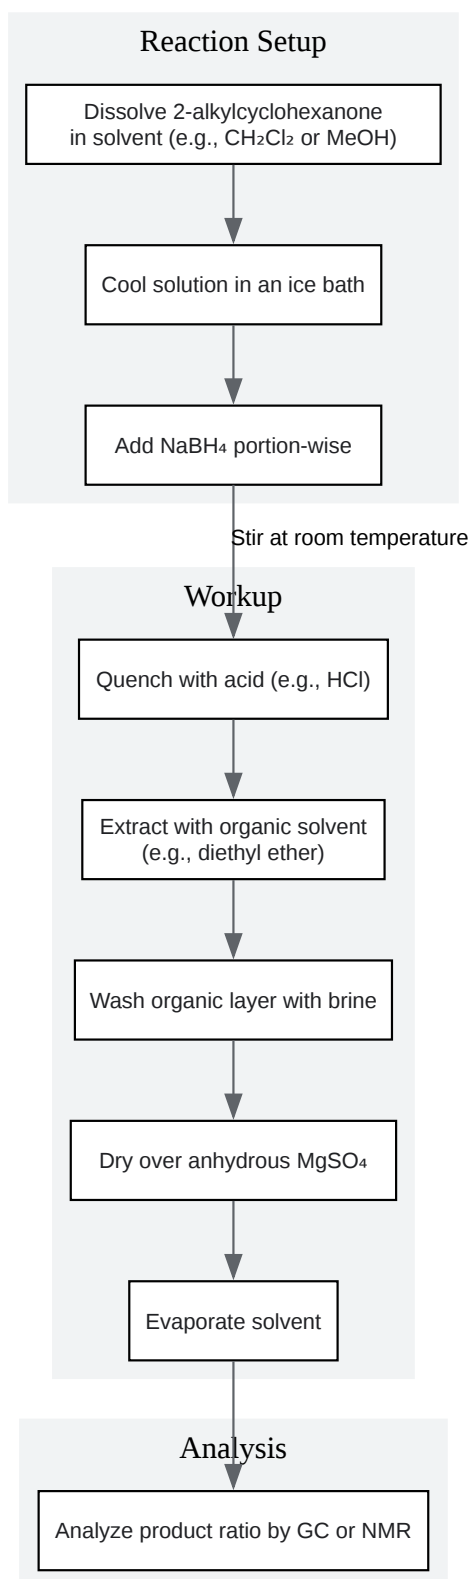 Reaction Setup
Dissolve 2-alkylcyclohexanone
in solvent (e.g., CH₂Cl₂ or MeOH)
Cool solution in an ice bath
Add NaBH₄ portion-wise
Stir at room temperature
Workup
Quench with acid (e.g., HCl)
Extract with organic solvent
(e.g., diethyl ether)
Wash organic layer with brine
Dry over anhydrous MgSO₄
Evaporate solvent
Analysis
Analyze product ratio by GC or NMR